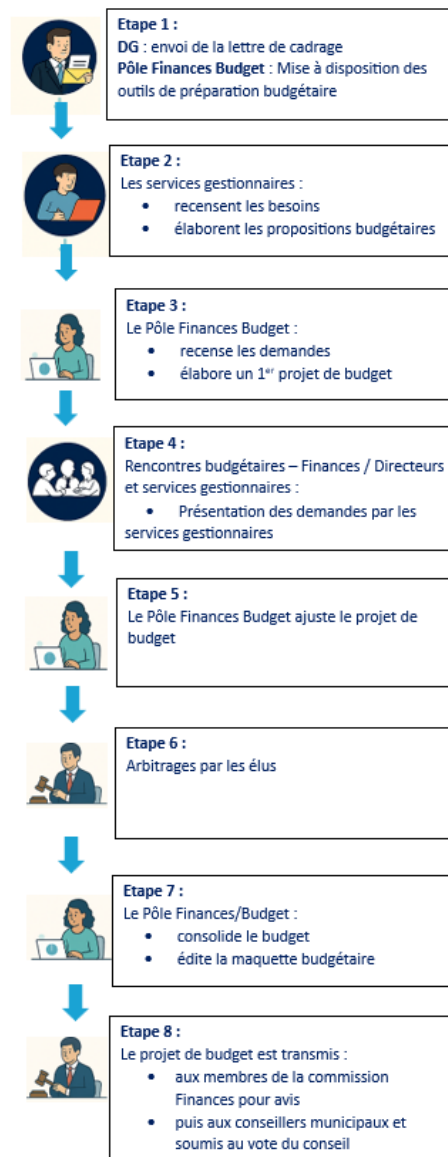 Etape 1 :
DG : envoi de la lettre de cadrage
Pôle Finances Budget : Mise à disposition des
outils de préparation budgétaire
Etape 2 :
Les services gestionnaires :
• recensent les besoins
• élaborent les propositions budgétaires
Etape 3 :
Le Pôle Finances Budget :
• recense les demandes
• élabore un 1er projet de budget
Etape 4 :
Rencontres budgétaires – Finances / Directeurs
et services gestionnaires :
• Présentation des demandes par les
services gestionnaires
Etape 5 :
Le Pôle Finances Budget ajuste le projet de
budget
Etape 6 :
Arbitrages par les élus
Etape 7 :
Le Pôle Finances/Budget :
• consolide le budget
• édite la maquette budgétaire
Etape 8 :
Le projet de budget est transmis :
• aux membres de la commission
Finances pour avis
• puis aux conseillers municipaux et
soumis au vote du conseil